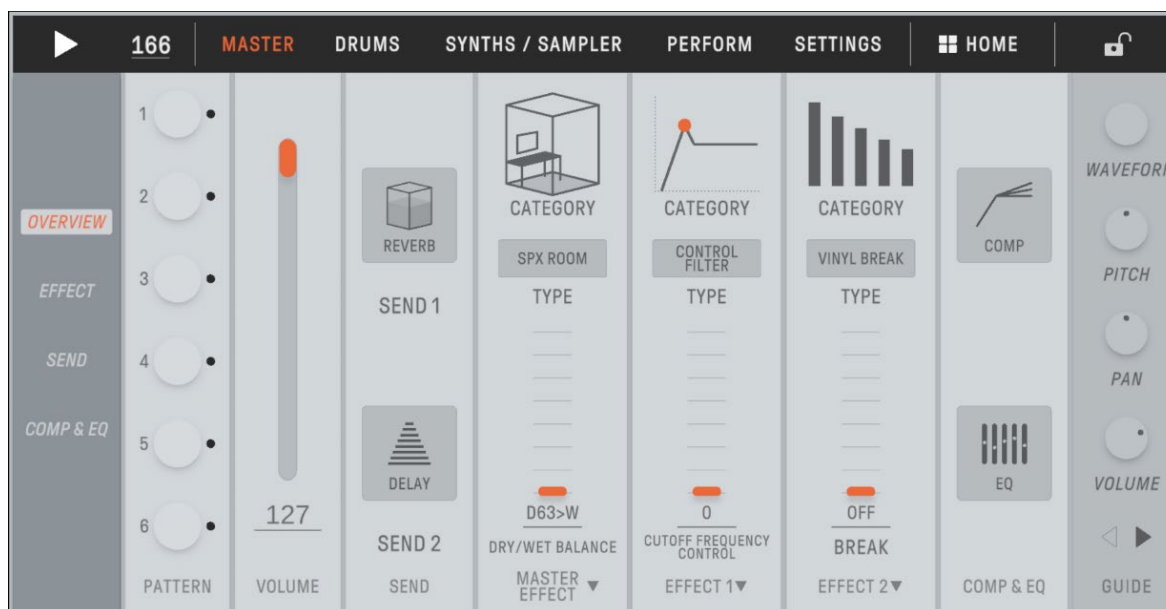 166 MASTER DRUMS SYNTHS / SAMPLER PERFORM SETTINGS HOME
OVERVIEW
EFFECT
SEND
COMP & EQ
1
2
3
4
5
6
PATTERN
127
VOLUME
REVERB
SEND 1
DELAY
SEND 2
SEND
CATEGORY
SPX ROOM
TYPE
D63>W
DRY/WET BALANCE
MASTER
EFFECT ▼
CATEGORY
CONTROL
FILTER
TYPE
0
CUTOFF FREQUENCY
CONTROL
EFFECT 1▼
CATEGORY
VINYL BREAK
TYPE
OFF
BREAK
EFFECT 2▼
COMP
EQ
COMP & EQ
WAVEFORM
PITCH
PAN
VOLUME
GUIDE